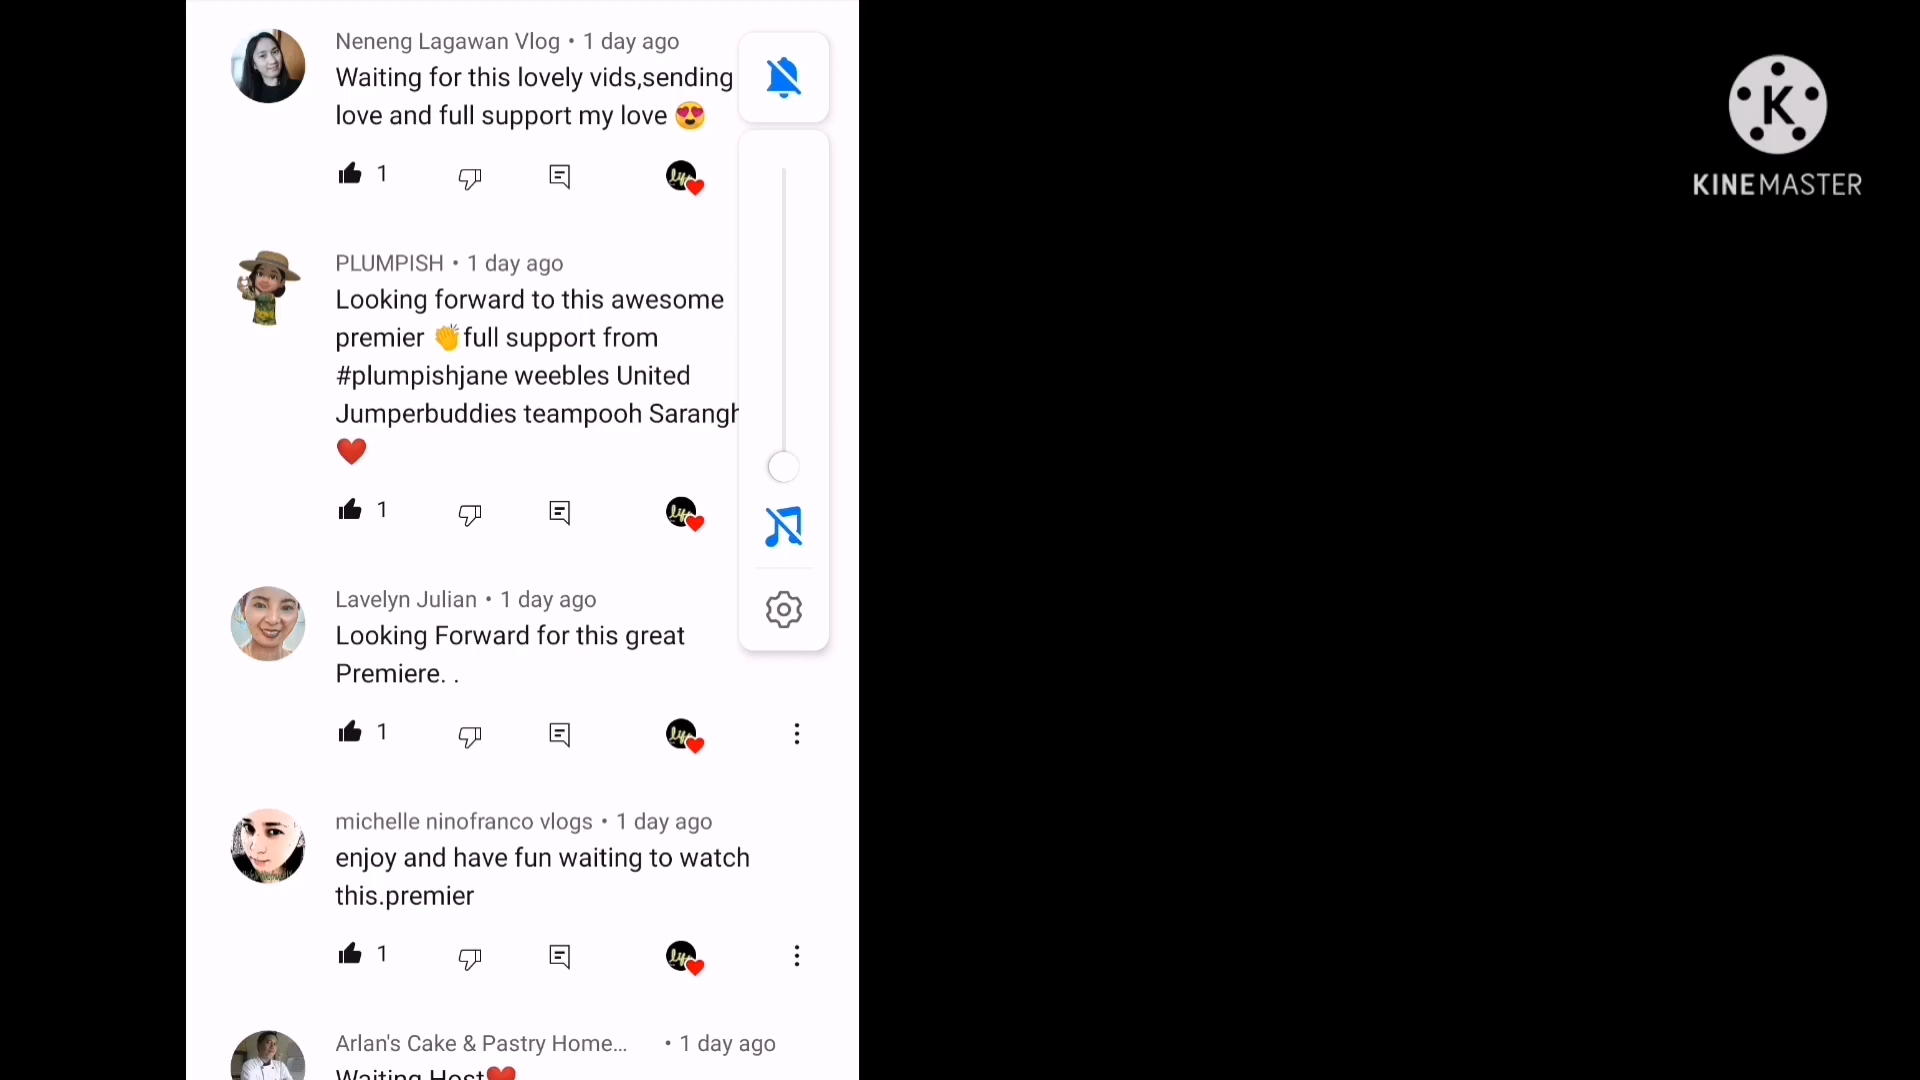 Neneng Lagawan Vlog • 1 day ago
Waiting for this lovely vids,sending
love and full support my love 😍
1
PLUMPISH • 1 day ago
Looking forward to this awesome
premier 👏full support from
#plumpishjane weebles United
Jumperbuddies teampooh Sarangh
❤️
1
Lavelyn Julian • 1 day ago
Looking Forward for this great
Premiere. .
1
michelle ninofranco vlogs • 1 day ago
enjoy and have fun waiting to watch
this.premier
1
Arlan's Cake & Pastry Home... • 1 day ago
Waiting Host❤️
K
KINEMASTER